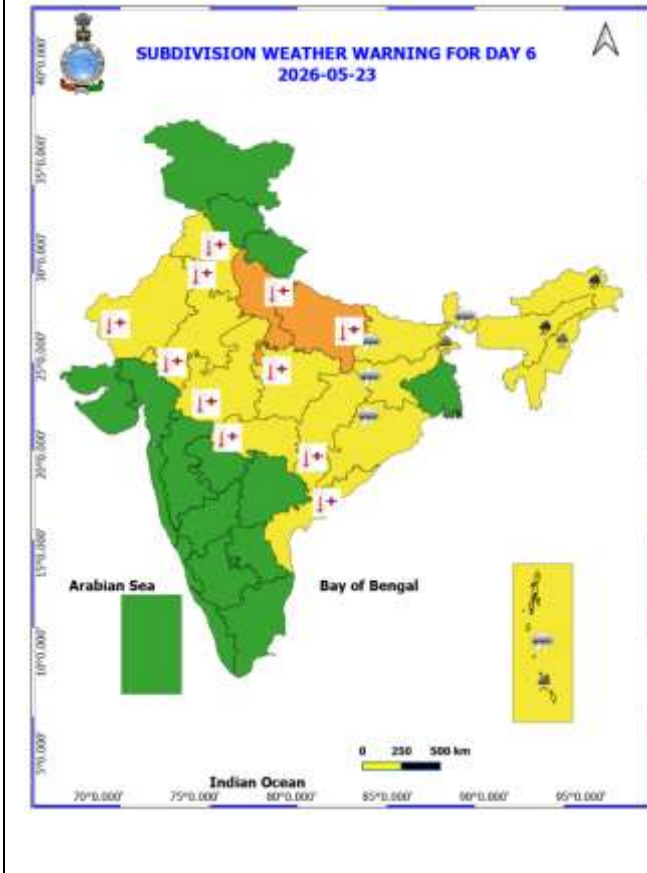 SUBDIVISION WEATHER WARNING FOR DAY 6
2026-05-23
40°0.000'
35°0.000'
30°0.000'
25°0.000'
20°0.000'
15°0.000'
10°0.000'
5°0.000'
Arabian Sea
Bay of Bengal
0 250 500 km
Indian Ocean
70°0.000' 75°0.000' 80°0.000' 85°0.000' 90°0.000' 95°0.000'